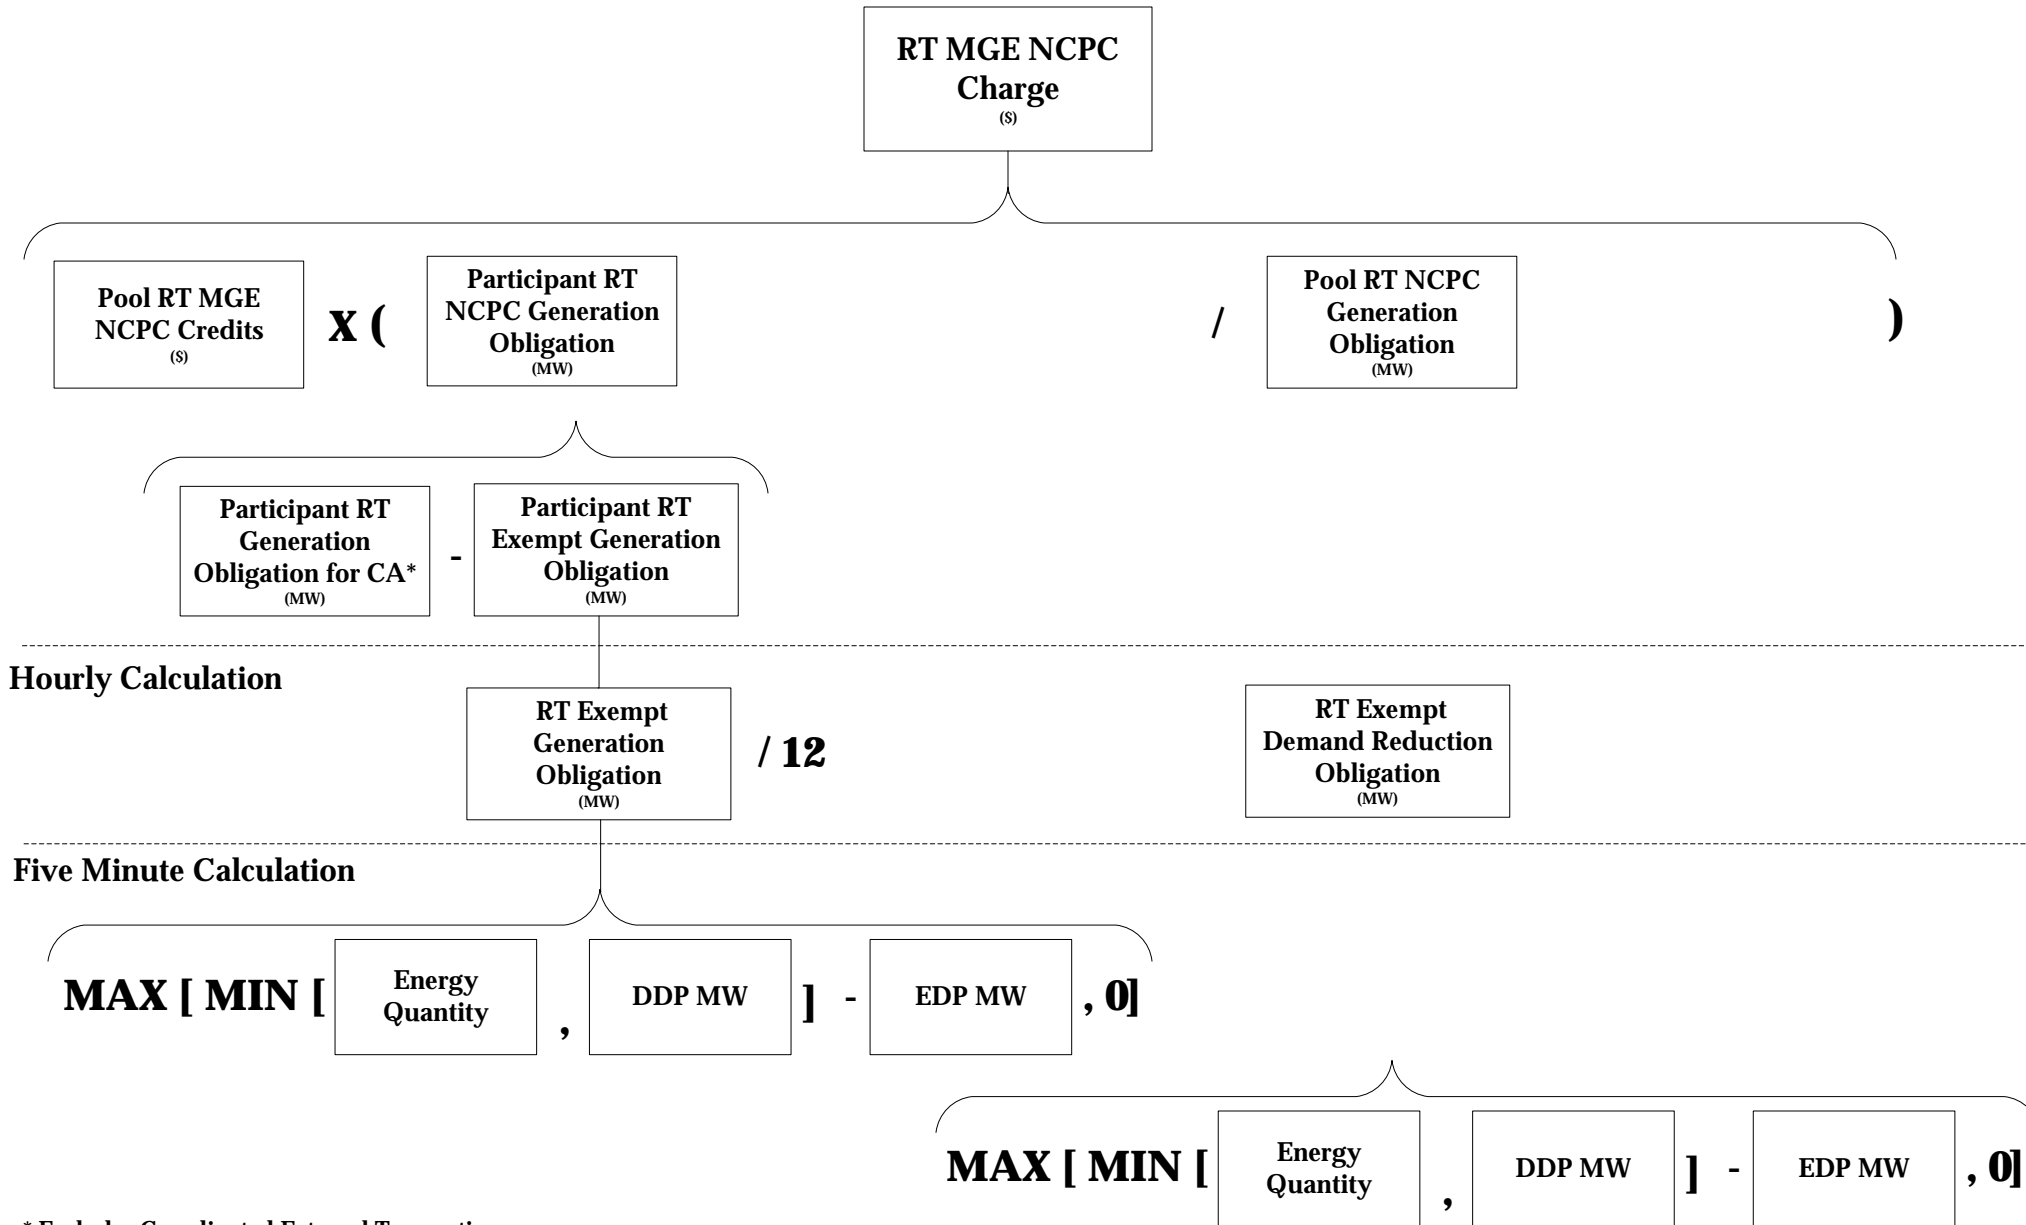 RT MGE NCPC
Charge
($)
Pool RT MGE
NCPC Credits
($)
X (
Participant RT
NCPC Generation
Obligation
(MW)
/
Pool RT NCPC
Generation
Obligation
(MW)
)
Participant RT
Generation
Obligation for CA*
(MW)
-
Participant RT
Exempt Generation
Obligation
(MW)
Hourly Calculation
RT Exempt
Generation
Obligation
(MW)
/ 12
RT Exempt
Demand Reduction
Obligation
(MW)
Five Minute Calculation
MAX [ MIN [
Energy
Quantity
,
DDP MW
]
-
EDP MW
, 0]
MAX [ MIN [
Energy
Quantity
,
DDP MW
]
-
EDP MW
, 0]